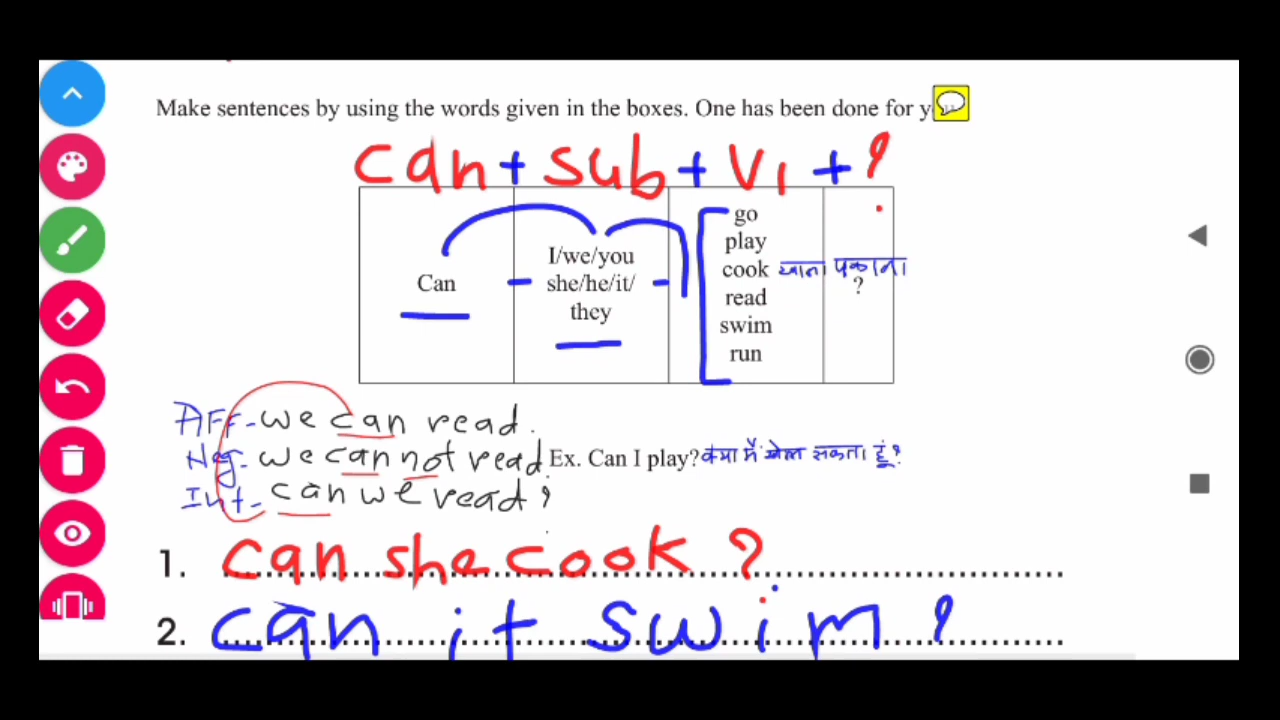 Make sentences by using the words given in the boxes. One has been done for
can + sub + V1 + ?
Can
I/we/you
she/he/it/
they
go
play
cook खाना पकाना
read
swim
run
?
Aff - we can read.
Neg - we can not read
Ex. Can I play? क्या मैं खेल सकता हूं?
Int - can we read?
1. can she cook ?
2. can it swim ?